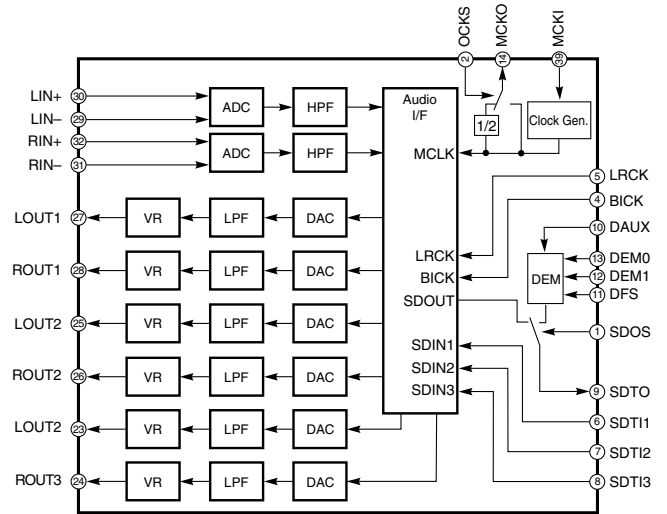 OCKS
MCKO
MCKI
2
14
39
LIN+ 30
LIN– 29
RIN+ 32
RIN– 31
ADC HPF
ADC HPF
Audio
I/F
1/2
Clock Gen.
MCLK
5 LRCK
4 BICK
10 DAUX
13 DEM0
12 DEM1
11 DFS
DEM
1 SDOS
9 SDTO
6 SDTI1
7 SDTI2
8 SDTI3
LRCK
BICK
SDOUT
SDIN1
SDIN2
SDIN3
LOUT1 27 VR LPF DAC
ROUT1 28 VR LPF DAC
LOUT2 25 VR LPF DAC
ROUT2 26 VR LPF DAC
LOUT2 23 VR LPF DAC
ROUT3 24 VR LPF DAC